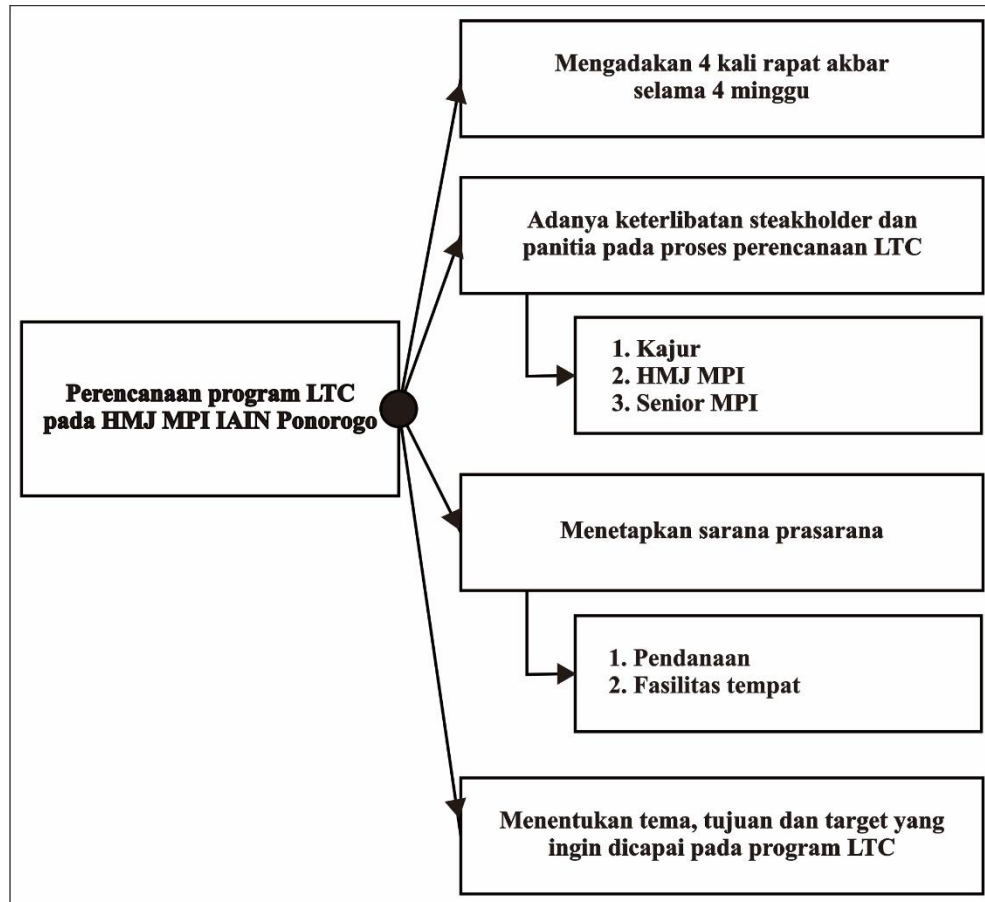 Mengadakan 4 kali rapat akbar
selama 4 minggu
Adanya keterlibatan steakholder dan
panitia pada proses perencanaan LTC
1. Kajur
2. HMJ MPI
3. Senior MPI
Perencanaan program LTC
pada HMJ MPI IAIN Ponorogo
Menetapkan sarana prasarana
1. Pendanaan
2. Fasilitas tempat
Menentukan tema, tujuan dan target yang
ingin dicapai pada program LTC